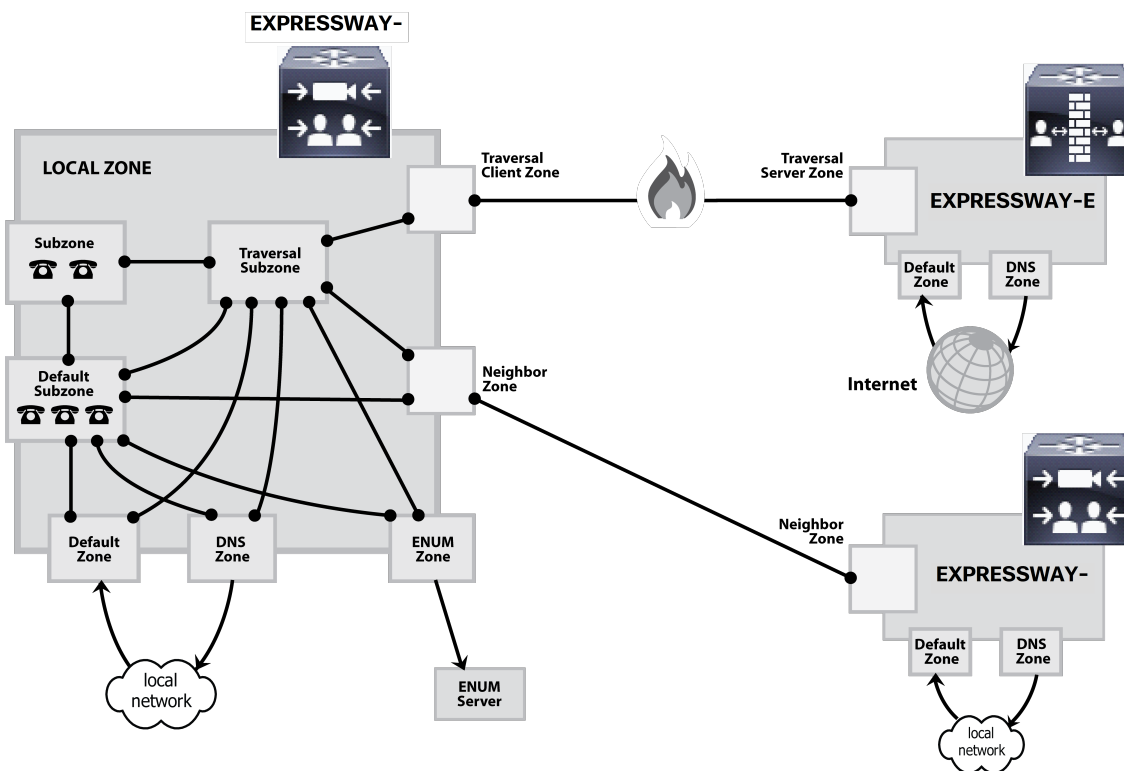 EXPRESSWAY-
LOCAL ZONE
Traversal
Client Zone
Traversal
Server Zone
EXPRESSWAY-E
Subzone
Traversal
Subzone
Default
Zone
DNS
Zone
Internet
Default
Subzone
Neighbor
Zone
Default
Zone
DNS
Zone
ENUM
Zone
Neighbor
Zone
EXPRESSWAY-
Default
Zone
DNS
Zone
local
network
ENUM
Server
local
network